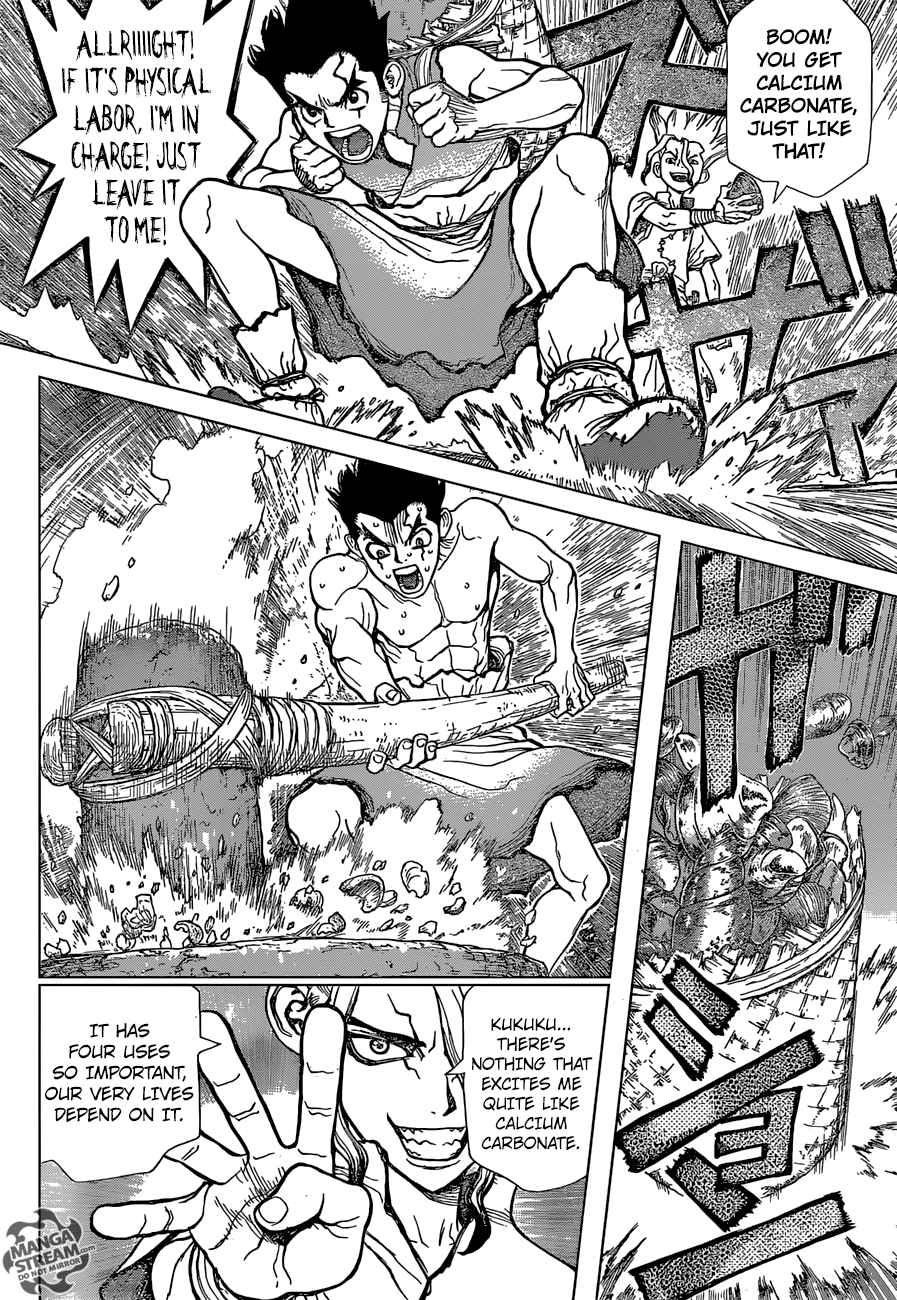 BOOM!
YOU GET
CALCIUM
CARBONATE,
JUST LIKE
THAT!
ALLRIIIIGHT!
IF IT'S PHYSICAL
LABOR, I'M IN
CHARGE! JUST
LEAVE IT
TO ME!
KUKUKU...
THERE'S
NOTHING THAT
EXCITES ME
QUITE LIKE
CALCIUM
CARBONATE.
IT HAS
FOUR USES
SO IMPORTANT,
OUR VERY LIVES
DEPEND ON IT.
MANGA
STREAM.com
DO NOT MIRROR!